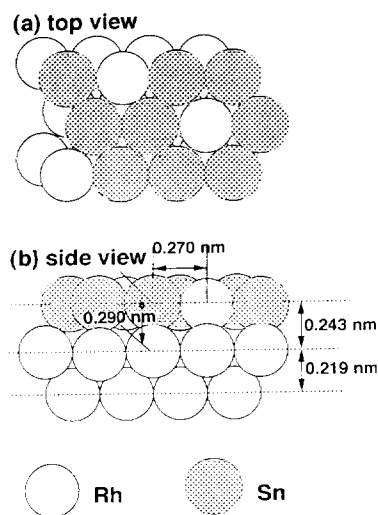 (a) top view
(b) side view
0.270 nm
0.290 nm
0.243 nm
0.219 nm
Rh
Sn